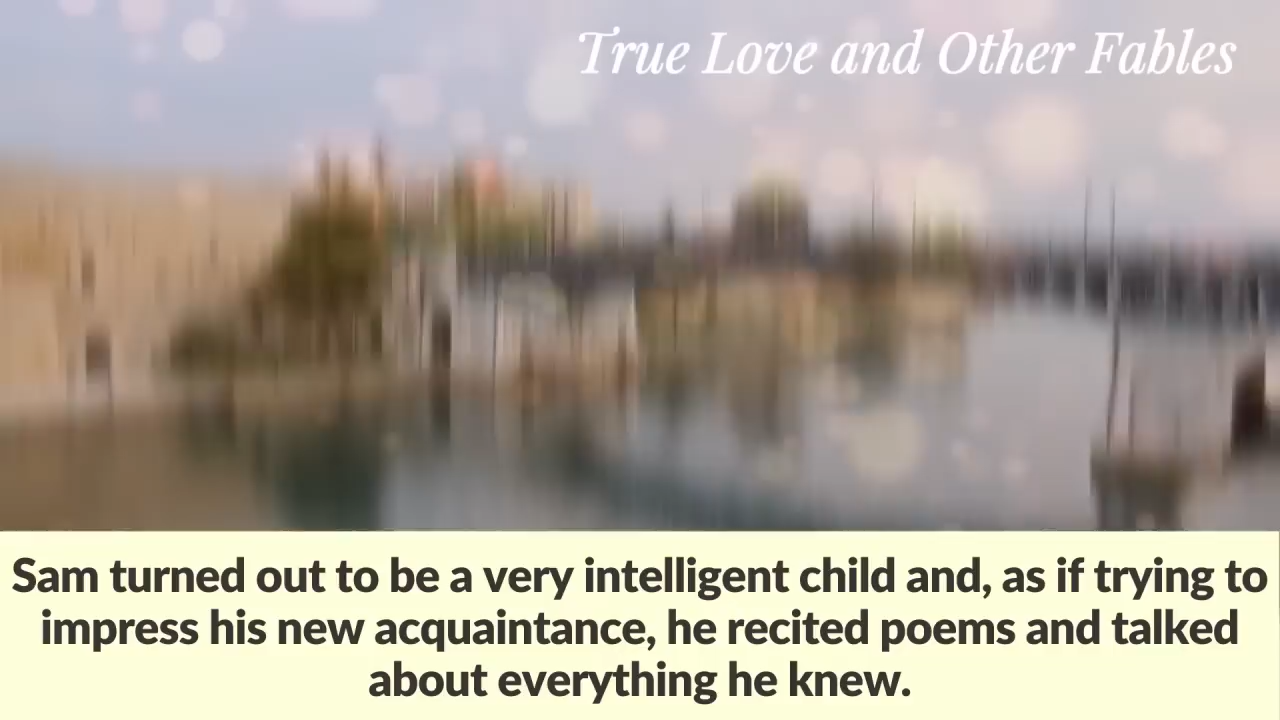 True Love and Other Fables
Sam turned out to be a very intelligent child and, as if trying to
impress his new acquaintance, he recited poems and talked
about everything he knew.